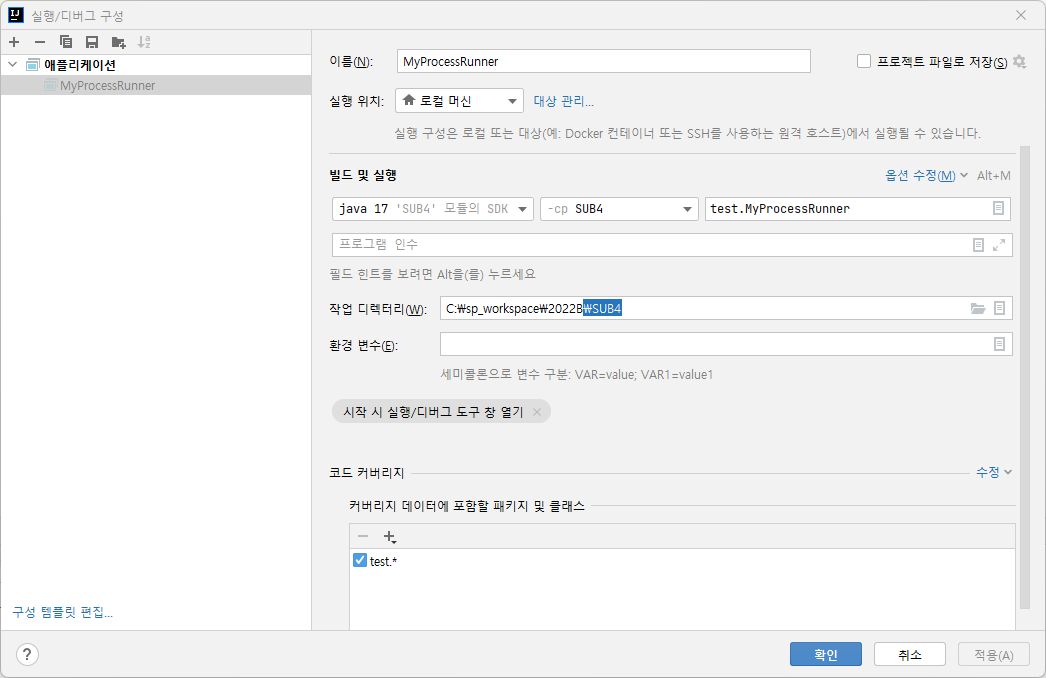 실행/디버그 구성
애플리케이션
MyProcessRunner
구성 템플릿 편집...
이름(N): MyProcessRunner 프로젝트 파일로 저장(S)
실행 위치: 로컬 머신 대상 관리...
실행 구성은 로컬 또는 대상(예: Docker 컨테이너 또는 SSH를 사용하는 원격 호스트)에서 실행될 수 있습니다.
빌드 및 실행 옵션 수정(M) Alt+M
java 17 'SUB4' 모듈의 SDK -cp SUB4 test.MyProcessRunner
프로그램 인수
필드 힌트를 보려면 Alt을(를) 누르세요
작업 디렉터리(W): C:₩sp_workspace₩2022B₩SUB4
환경 변수(E):
세미콜론으로 변수 구분: VAR=value; VAR1=value1
시작 시 실행/디버그 도구 창 열기
코드 커버리지 수정
커버리지 데이터에 포함할 패키지 및 클래스
test.*
? 확인 취소 적용(A)